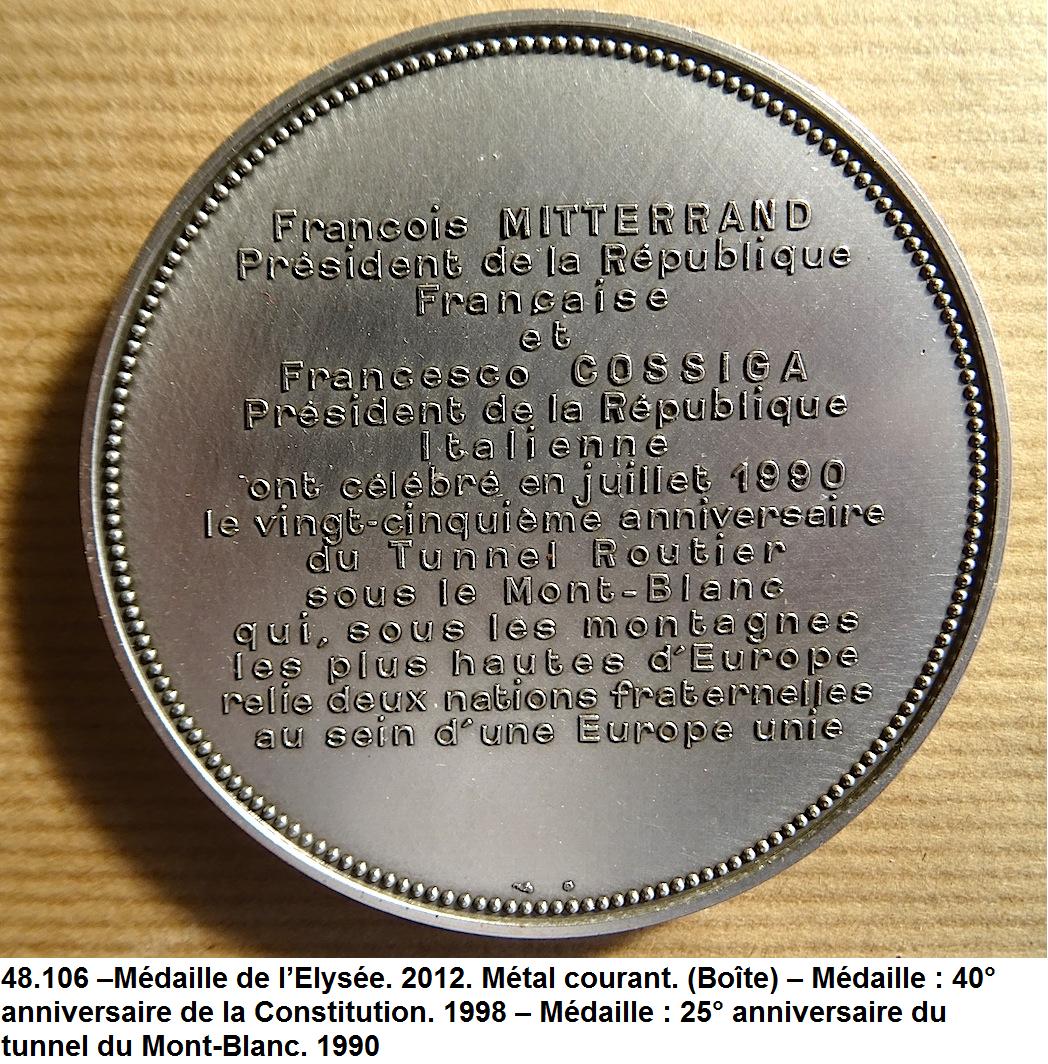 François MITTERRAND
Président de la République
Française
et
Francesco COSSIGA
Président de la République
Italienne
ont célébré en juillet 1990
le vingt-cinquième anniversaire
du Tunnel Routier
sous le Mont-Blanc
qui, sous les montagnes
les plus hautes d'Europe
relie deux nations fraternelles
au sein d'une Europe unie
48.106 –Médaille de l’Elysée. 2012. Métal courant. (Boîte) – Médaille : 40°
anniversaire de la Constitution. 1998 – Médaille : 25° anniversaire du
tunnel du Mont-Blanc. 1990